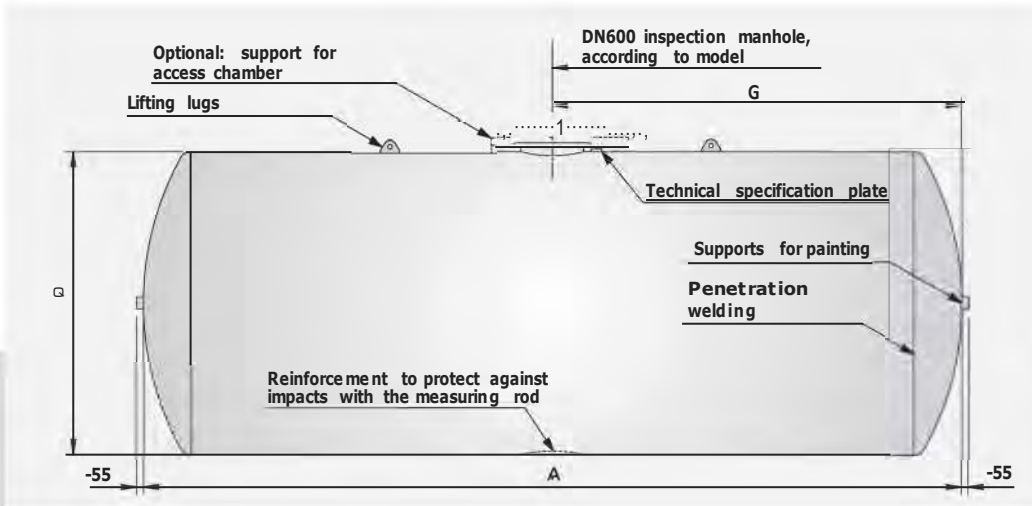 DN600 inspection manhole,
according to model
Optional: support for
access chamber
G
Lifting lugs
1
Technical specification plate
Supports for painting
Q
Penetration
welding
Reinforcement to protect against
impacts with the measuring rod
-55
A
-55